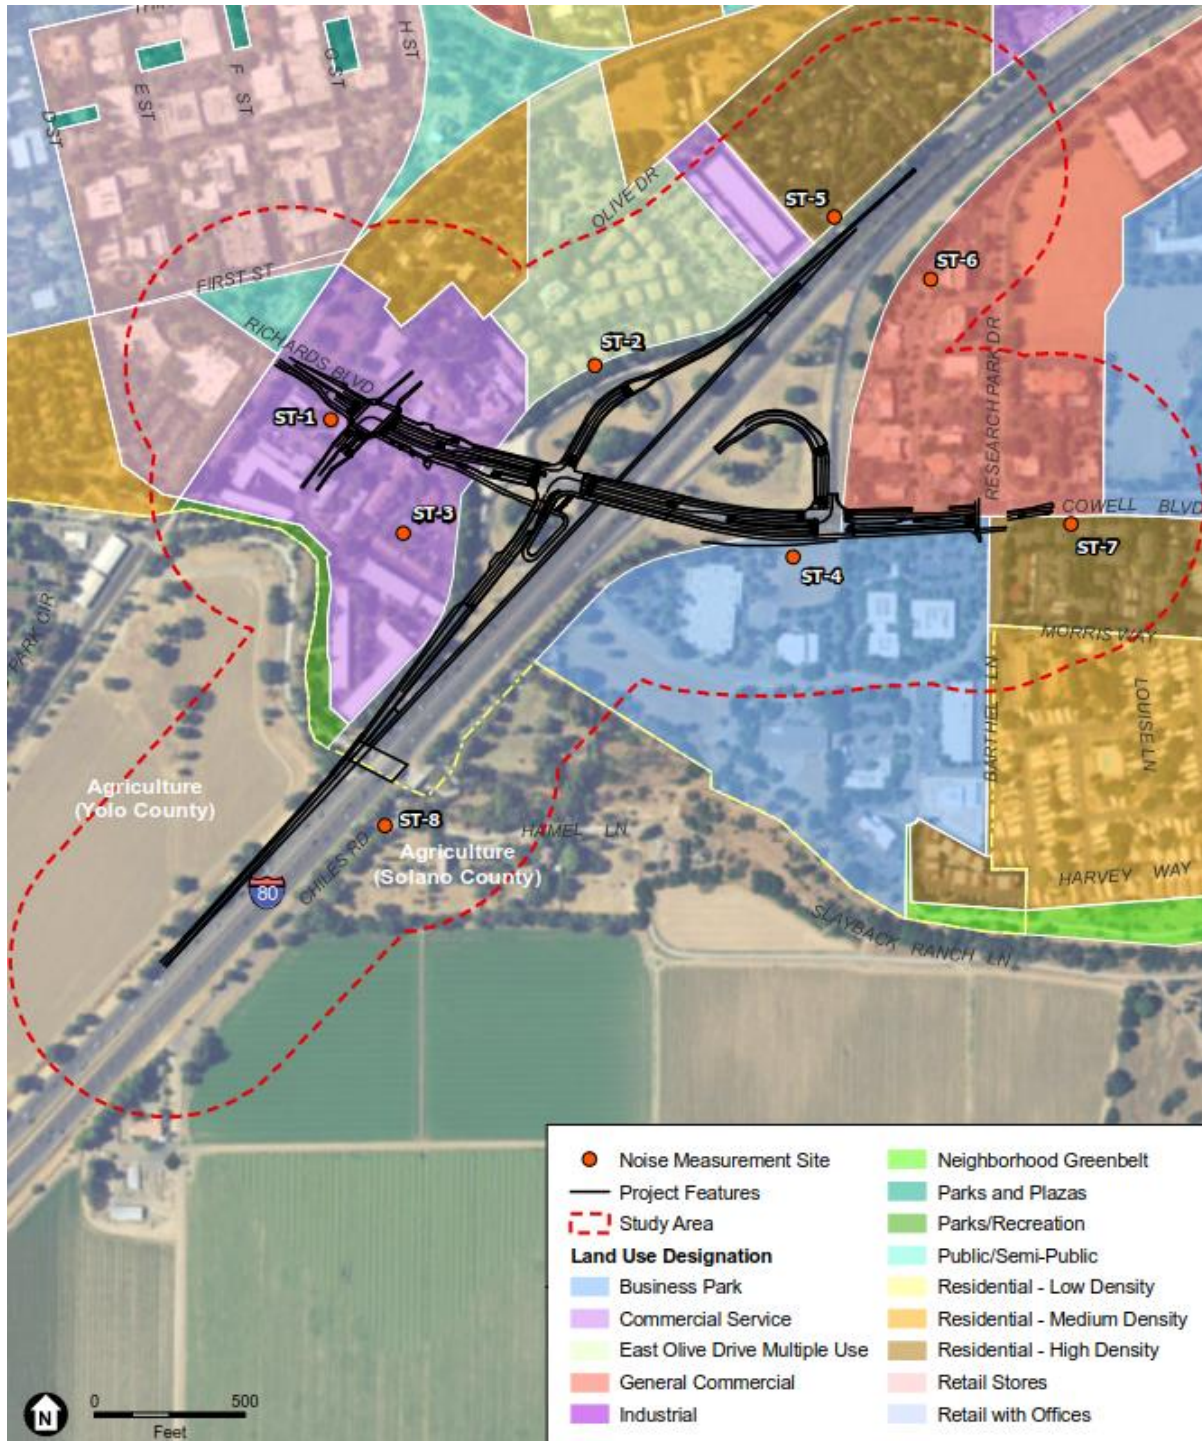 THIR
D ST
E ST
F ST
G ST
H ST
FIRST ST
RICHARDS BLVD
OLIVE DR
ST-5
ST-6
ST-2
ST-1
ST-3
RESEARCH PARK DR
COWELL BLVD
ST-7
ST-4
MORRIS WAY
LOUISE LN
BARTHEL LN
PARK CIR
Agriculture
(Yolo County)
ST-8
HAMEL LN
Agriculture
(Solano County)
CHILES RD
80
HARVEY WAY
SLAYBACK RANCH LN
Noise Measurement Site
Project Features
Study Area
Land Use Designation
Business Park
Commercial Service
East Olive Drive Multiple Use
General Commercial
Industrial
Neighborhood Greenbelt
Parks and Plazas
Parks/Recreation
Public/Semi-Public
Residential - Low Density
Residential - Medium Density
Residential - High Density
Retail Stores
Retail with Offices
N
0 500
Feet